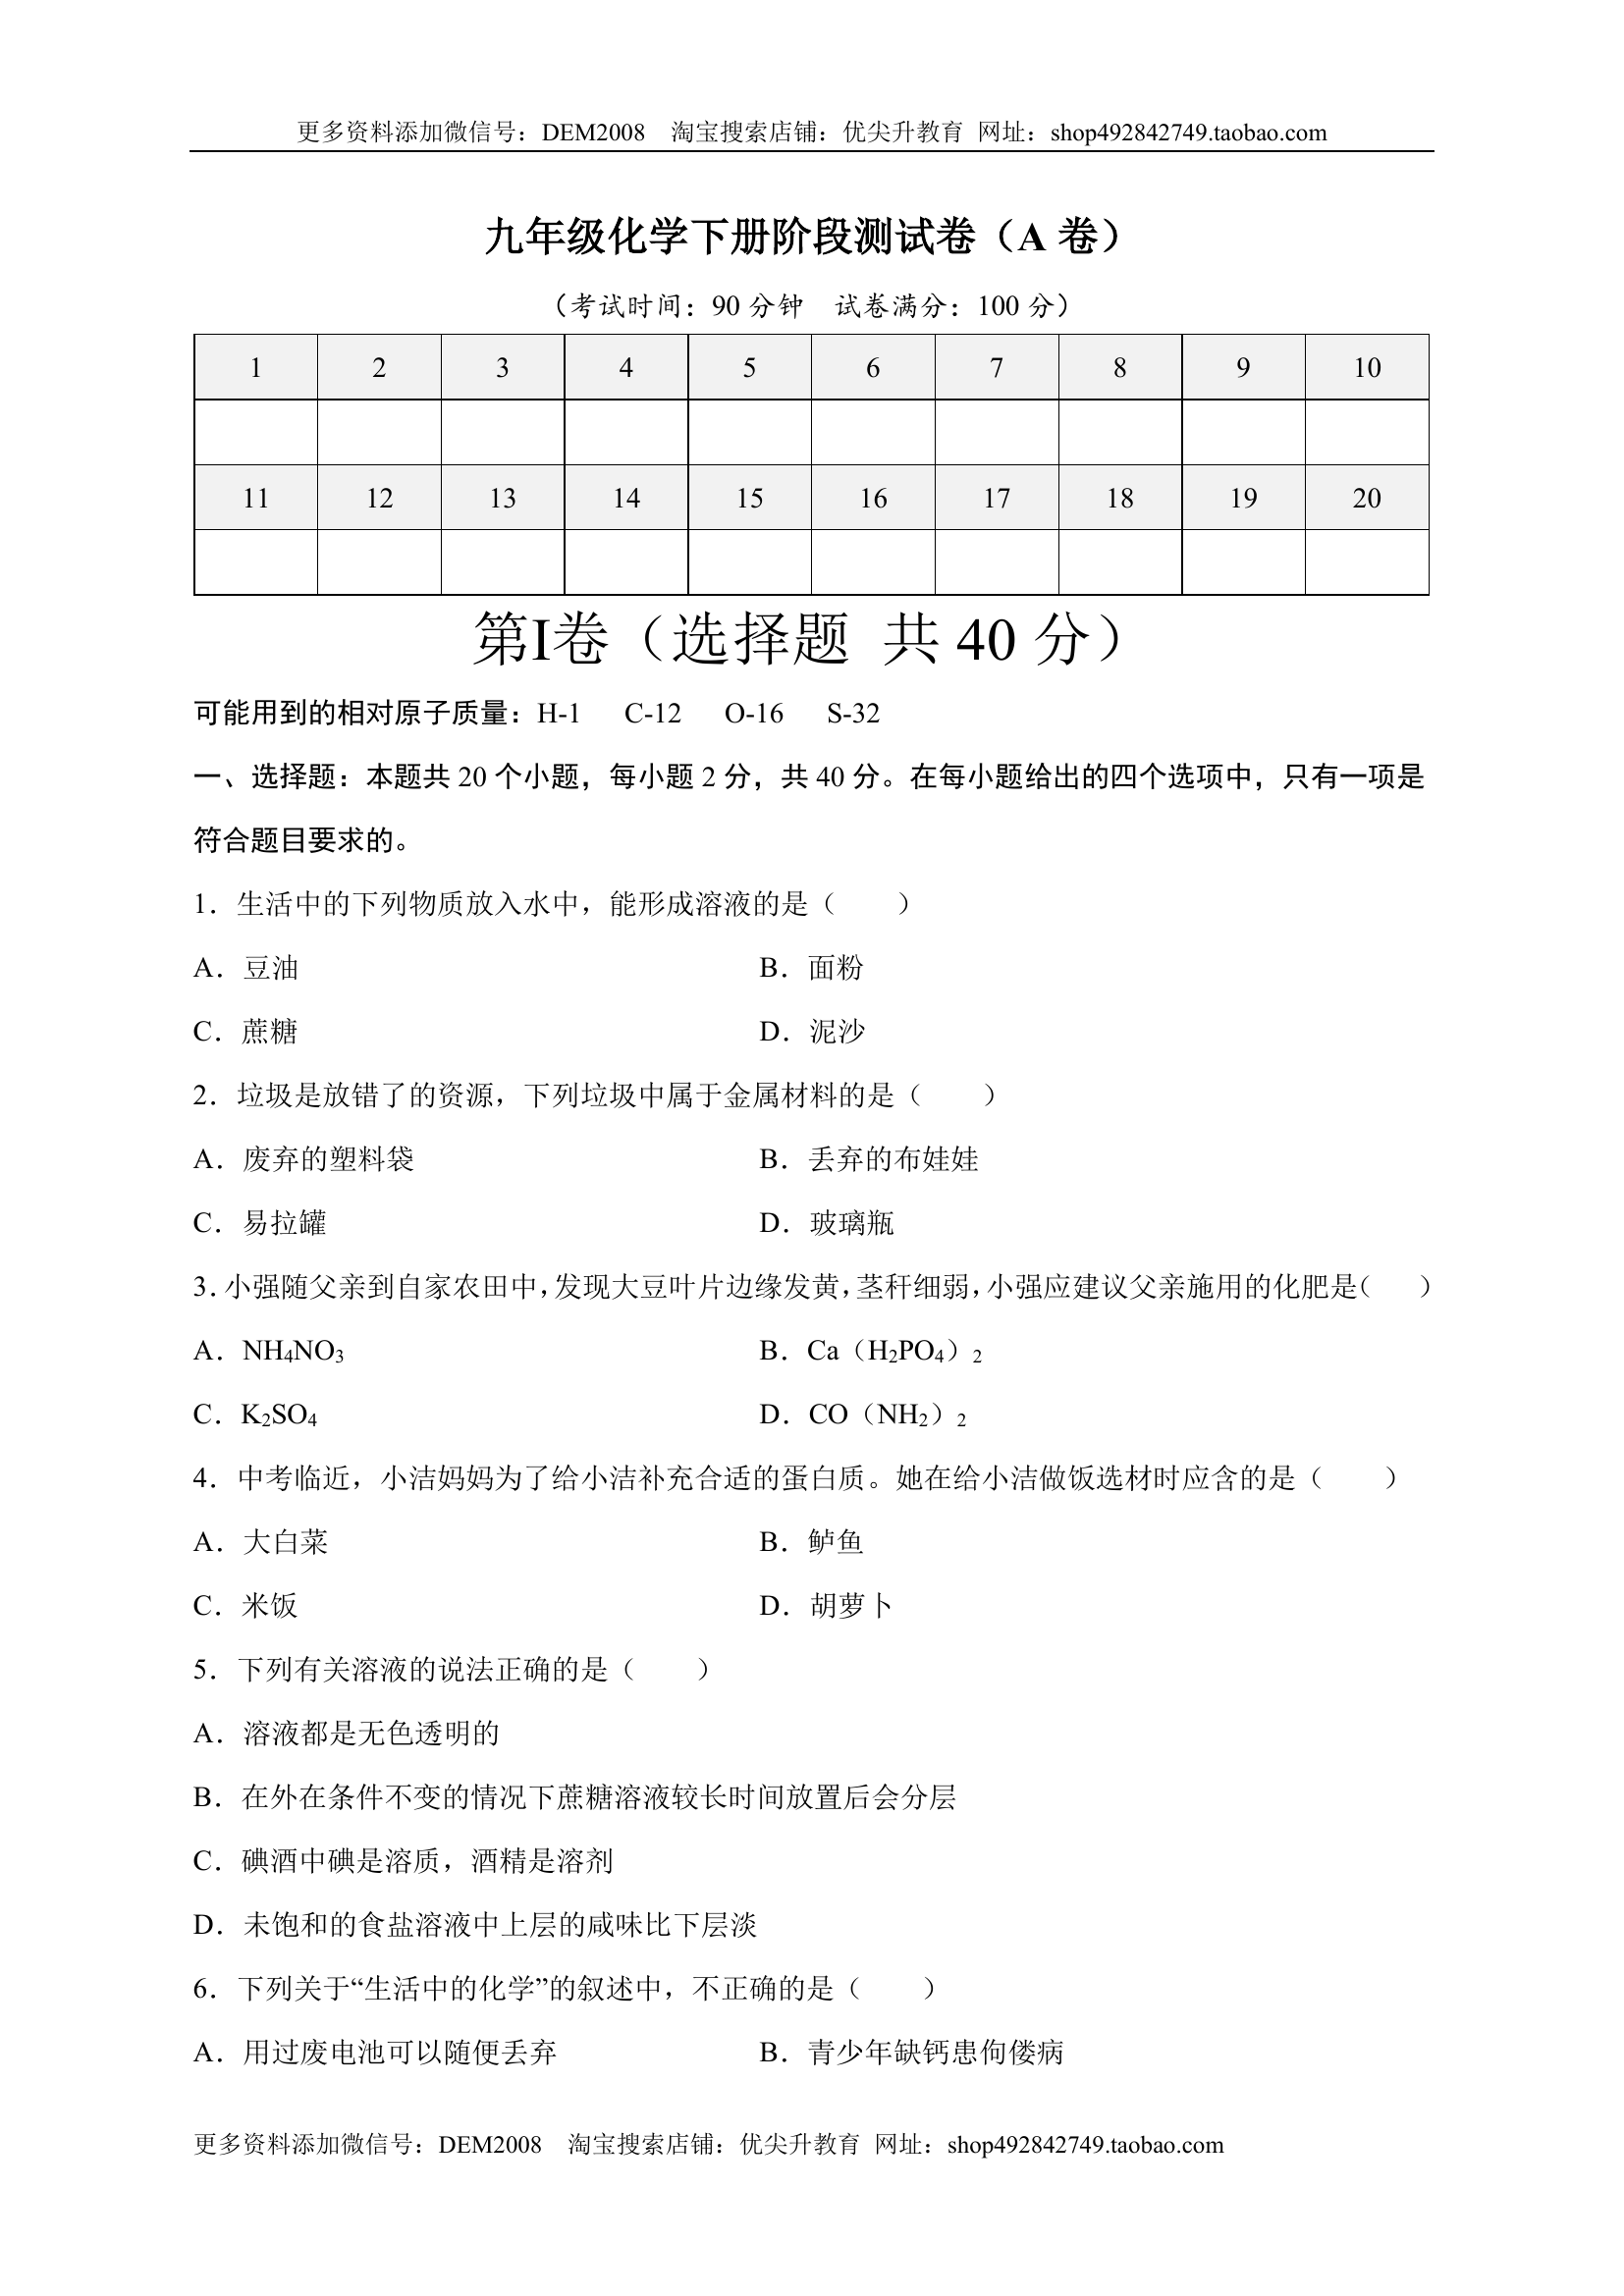 更多资料添加微信号：DEM2008 淘宝搜索店铺：优尖升教育 网址：shop492842749.taobao.com
九年级化学下册阶段测试卷（A 卷）
（考试时间：90 分钟 试卷满分：100 分）
1 2 3 4 5 6 7 8 9 10
11 12 13 14 15 16 17 18 19 20
第I卷（选择题 共 40 分）
可能用到的相对原子质量：H-1 C-12 O-16 S-32
一、选择题：本题共 20 个小题，每小题 2 分，共 40 分。在每小题给出的四个选项中，只有一项是
符合题目要求的。
1．生活中的下列物质放入水中，能形成溶液的是（ ）
A．豆油 B．面粉
C．蔗糖 D．泥沙
2．垃圾是放错了的资源，下列垃圾中属于金属材料的是（ ）
A．废弃的塑料袋 B．丢弃的布娃娃
C．易拉罐 D．玻璃瓶
3．小强随父亲到自家农田中，发现大豆叶片边缘发黄，茎秆细弱，小强应建议父亲施用的化肥是（ ）
A．NH₄NO₃ B．Ca（H₂PO₄）₂
C．K₂SO₄ D．CO（NH₂）₂
4．中考临近，小洁妈妈为了给小洁补充合适的蛋白质。她在给小洁做饭选材时应含的是（ ）
A．大白菜 B．鲈鱼
C．米饭 D．胡萝卜
5．下列有关溶液的说法正确的是（ ）
A．溶液都是无色透明的
B．在外在条件不变的情况下蔗糖溶液较长时间放置后会分层
C．碘酒中碘是溶质，酒精是溶剂
D．未饱和的食盐溶液中上层的咸味比下层淡
6．下列关于“生活中的化学”的叙述中，不正确的是（ ）
A．用过废电池可以随便丢弃 B．青少年缺钙患佝偻病
更多资料添加微信号：DEM2008 淘宝搜索店铺：优尖升教育 网址：shop492842749.taobao.com